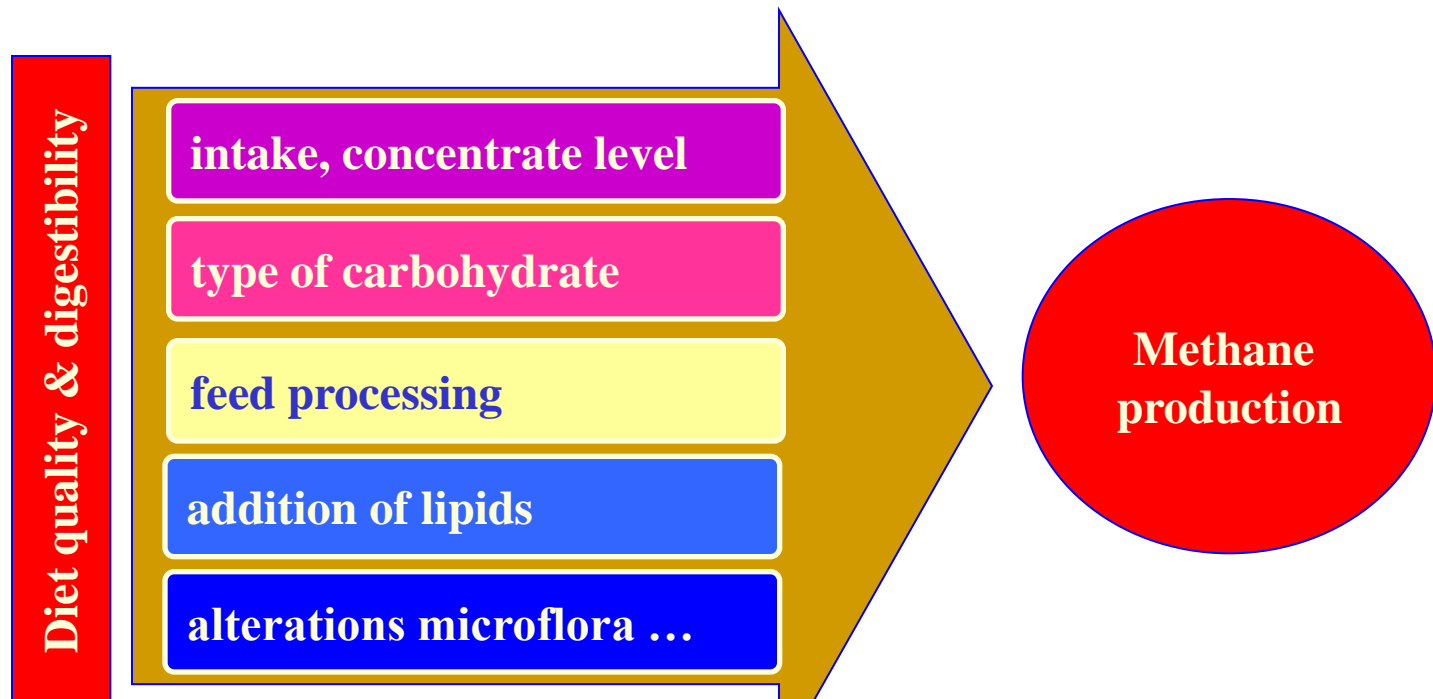 Diet quality & digestibility
intake, concentrate level
type of carbohydrate
feed processing
addition of lipids
alterations microflora …
Methane
production